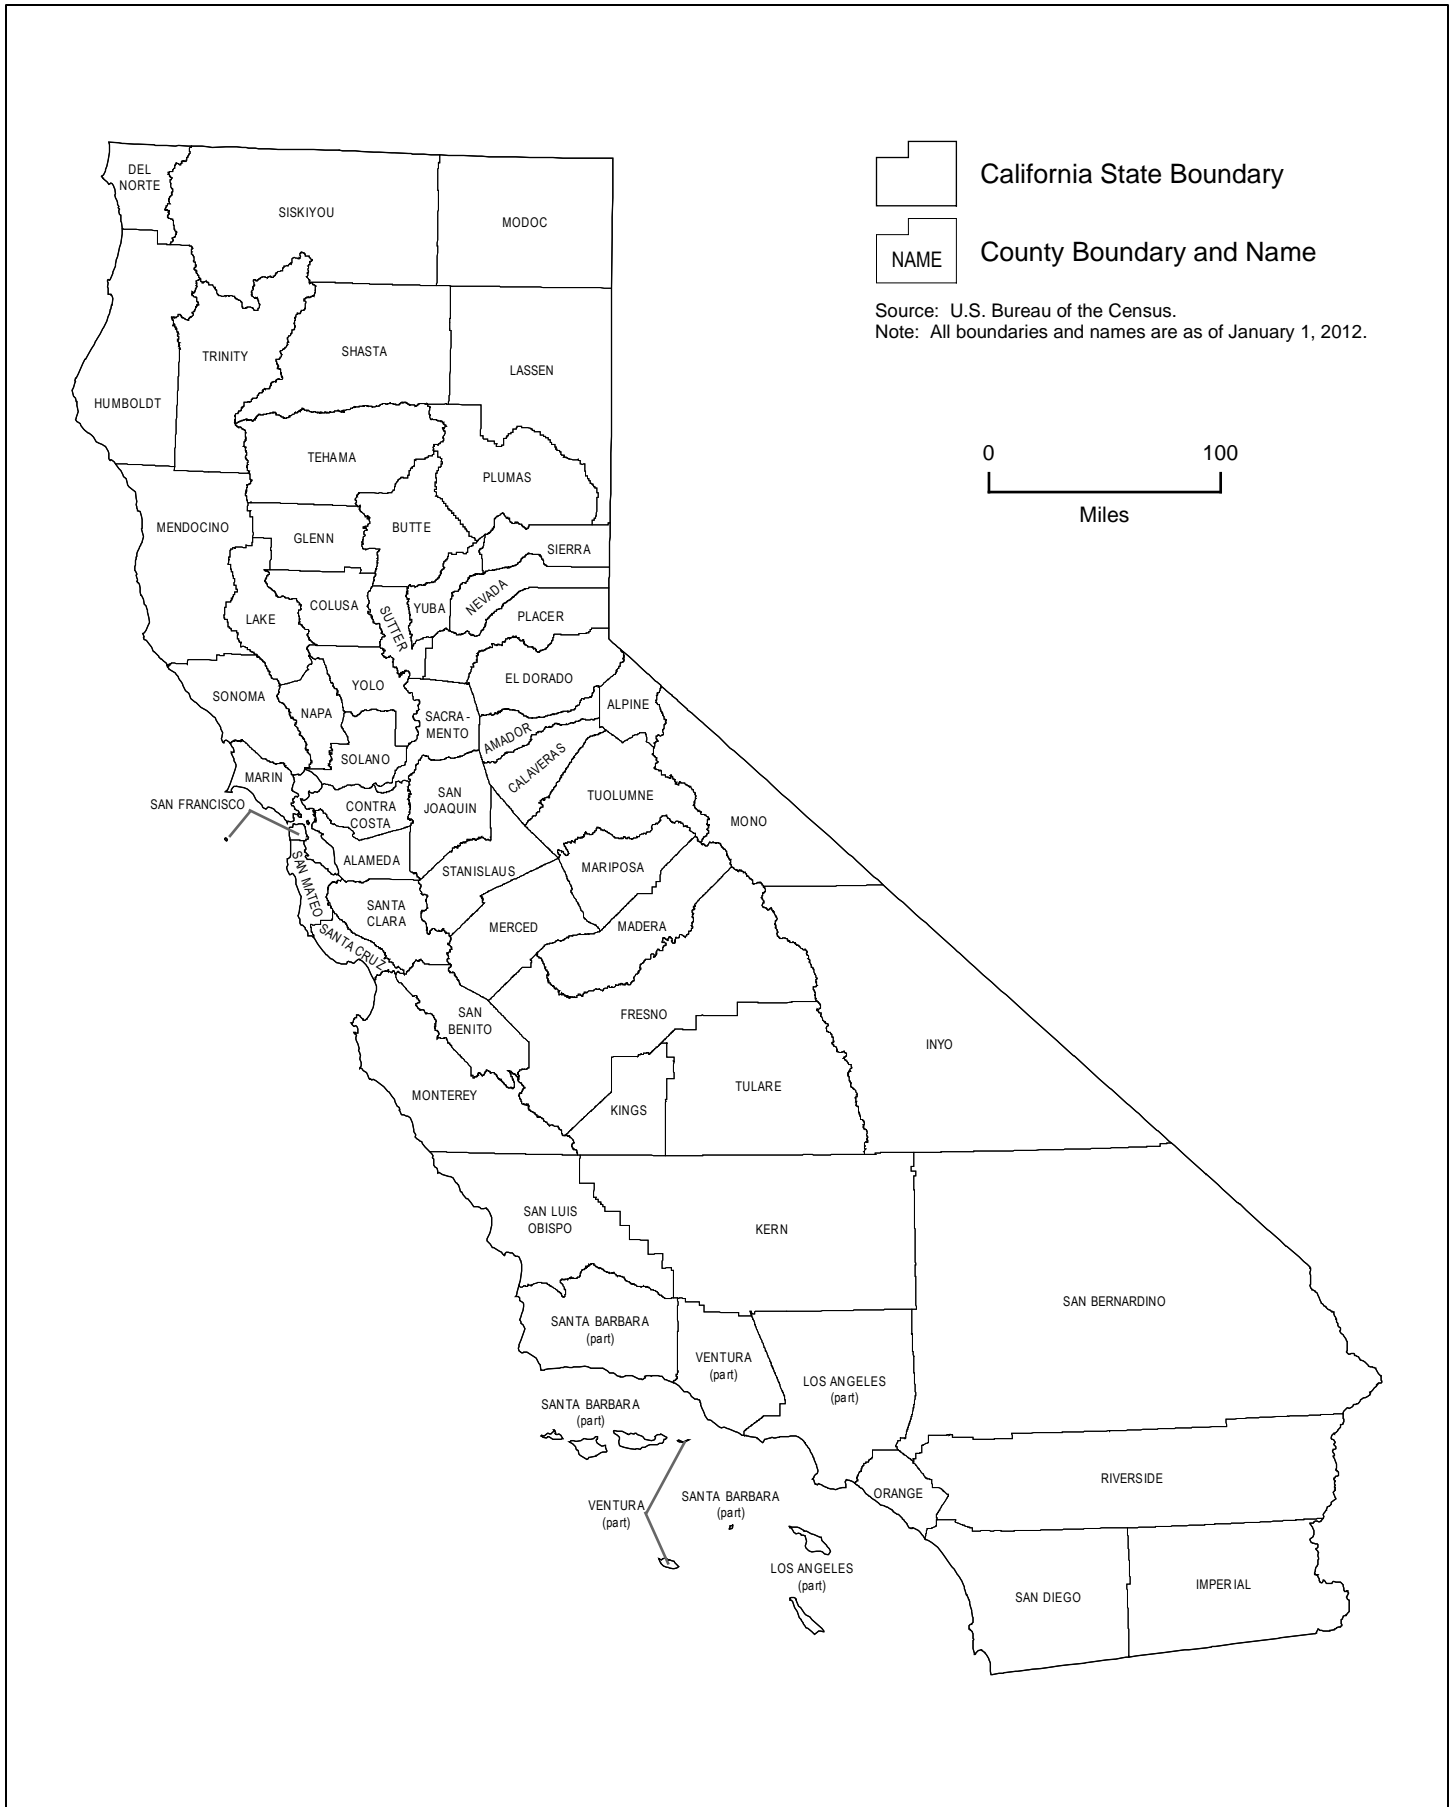 California State Boundary
NAME
County Boundary and Name
Source: U.S. Bureau of the Census.
Note: All boundaries and names are as of January 1, 2012.
0 100
Miles
DEL
NORTE
SISKIYOU
MODOC
HUMBOLDT
TRINITY
SHASTA
LASSEN
TEHAMA
PLUMAS
MENDOCINO
GLENN
BUTTE
SIERRA
LAKE
COLUSA
SUTTER
YUBA
NEVADA
PLACER
SONOMA
NAPA
YOLO
SACRA-
MENTO
EL DORADO
ALPINE
AMADOR
SOLANO
CALAVERAS
MARIN
SAN FRANCISCO
CONTRA
COSTA
SAN
JOAQUIN
TUOLUMNE
MONO
ALAMEDA
STANISLAUS
MARIPOSA
SAN MATEO
SANTA
CLARA
MERCED
MADERA
SANTA CRUZ
SAN
BENITO
FRESNO
INYO
MONTEREY
KINGS
TULARE
SAN LUIS
OBISPO
KERN
SAN BERNARDINO
SANTA BARBARA
(part)
VENTURA
(part)
LOS ANGELES
(part)
SANTA BARBARA
(part)
RIVERSIDE
ORANGE
VENTURA
(part)
SANTA BARBARA
(part)
LOS ANGELES
(part)
SAN DIEGO
IMPERIAL